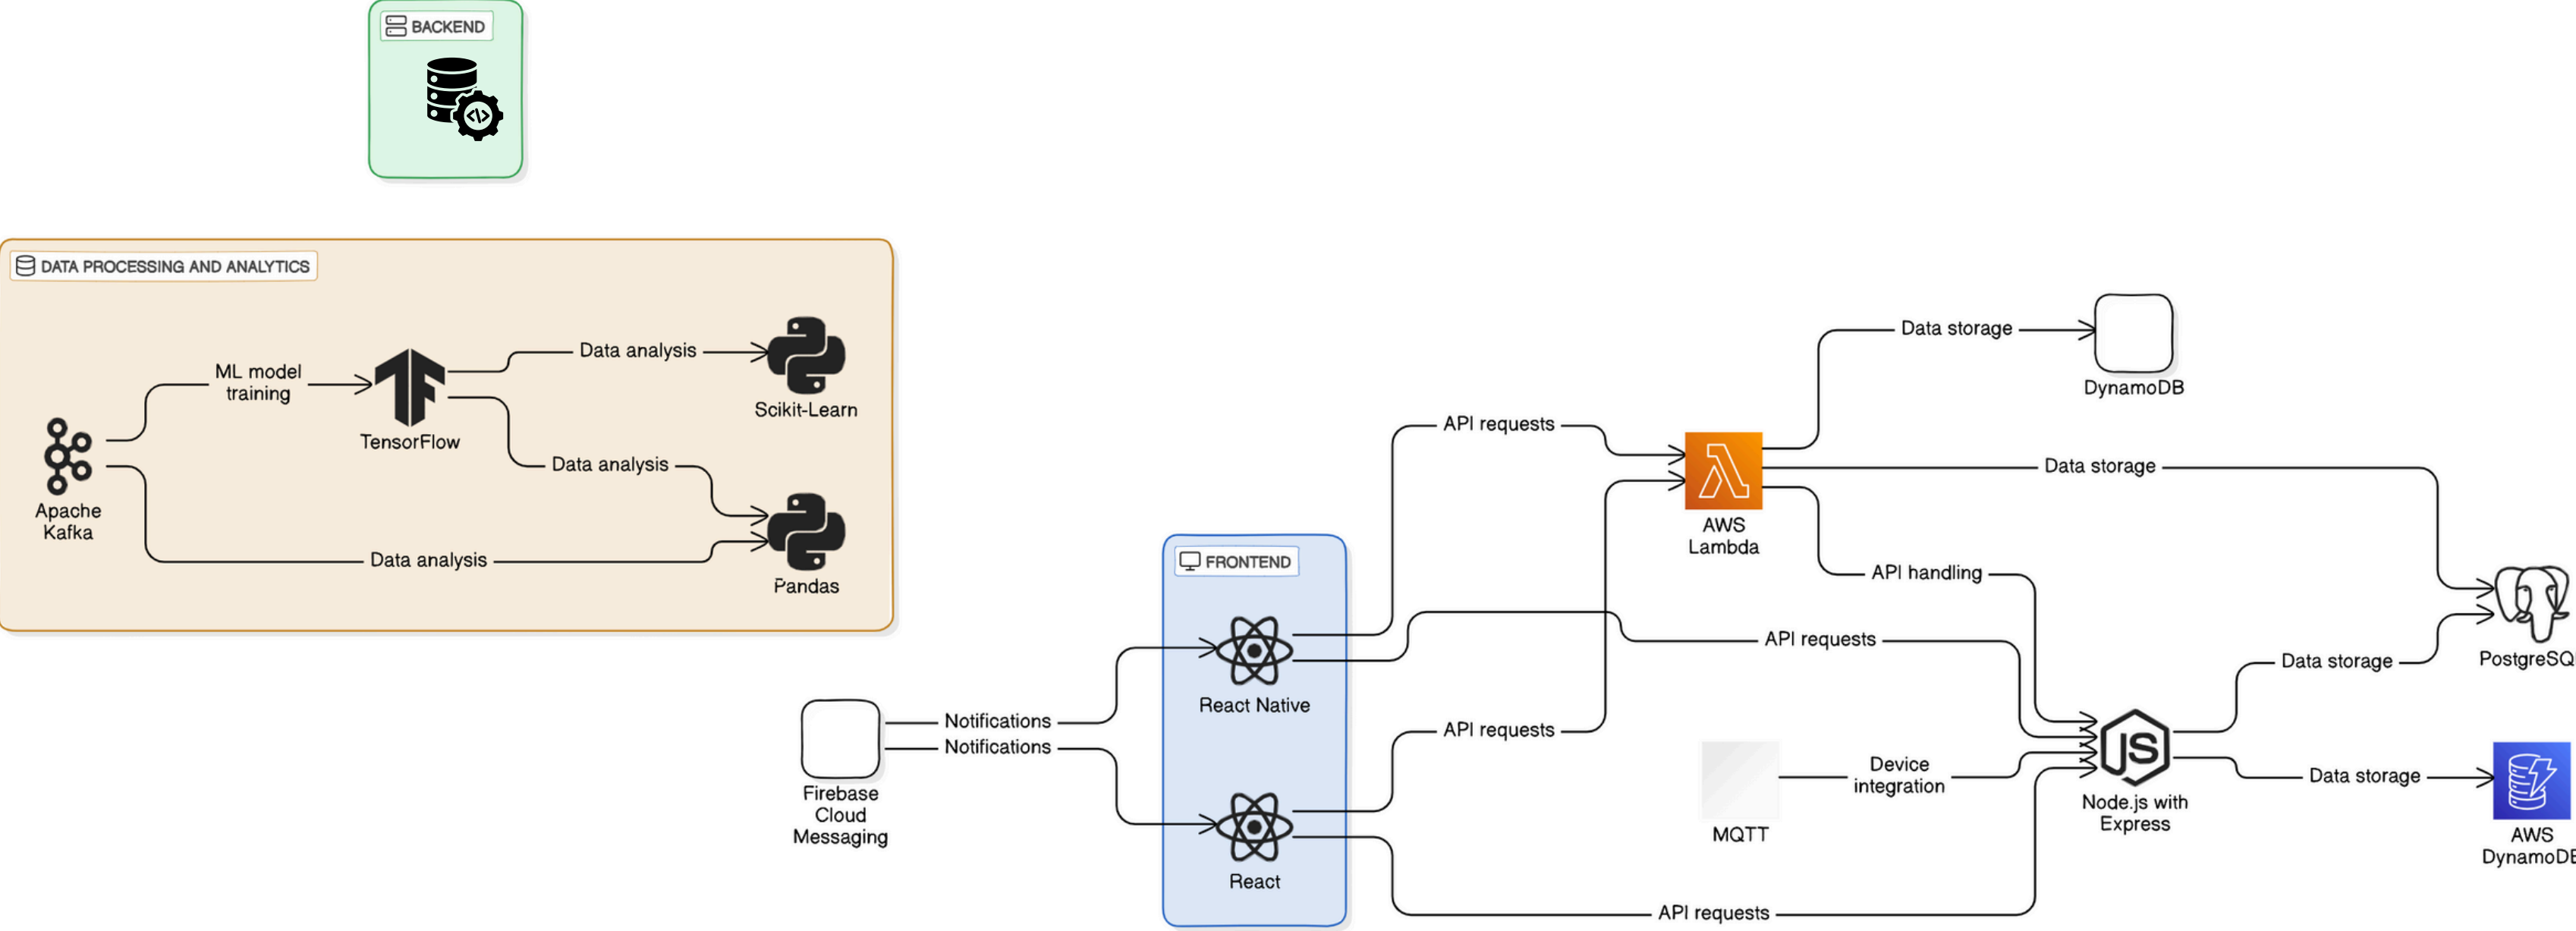 BACKEND
DATA PROCESSING AND ANALYTICS
Data analysis
ML model
training
Scikit-Learn
TensorFlow
Data analysis
Apache
Kafka
Data analysis
Pandas
Firebase
Cloud
Messaging
Notifications
Notifications
FRONTEND
React Native
React
API requests
API requests
API requests
API requests
AWS
Lambda
Data storage
DynamoDB
Data storage
API handling
MQTT
Device
integration
JS
Node.js with
Express
Data storage
PostgreSQ
Data storage
AWS
DynamoDB